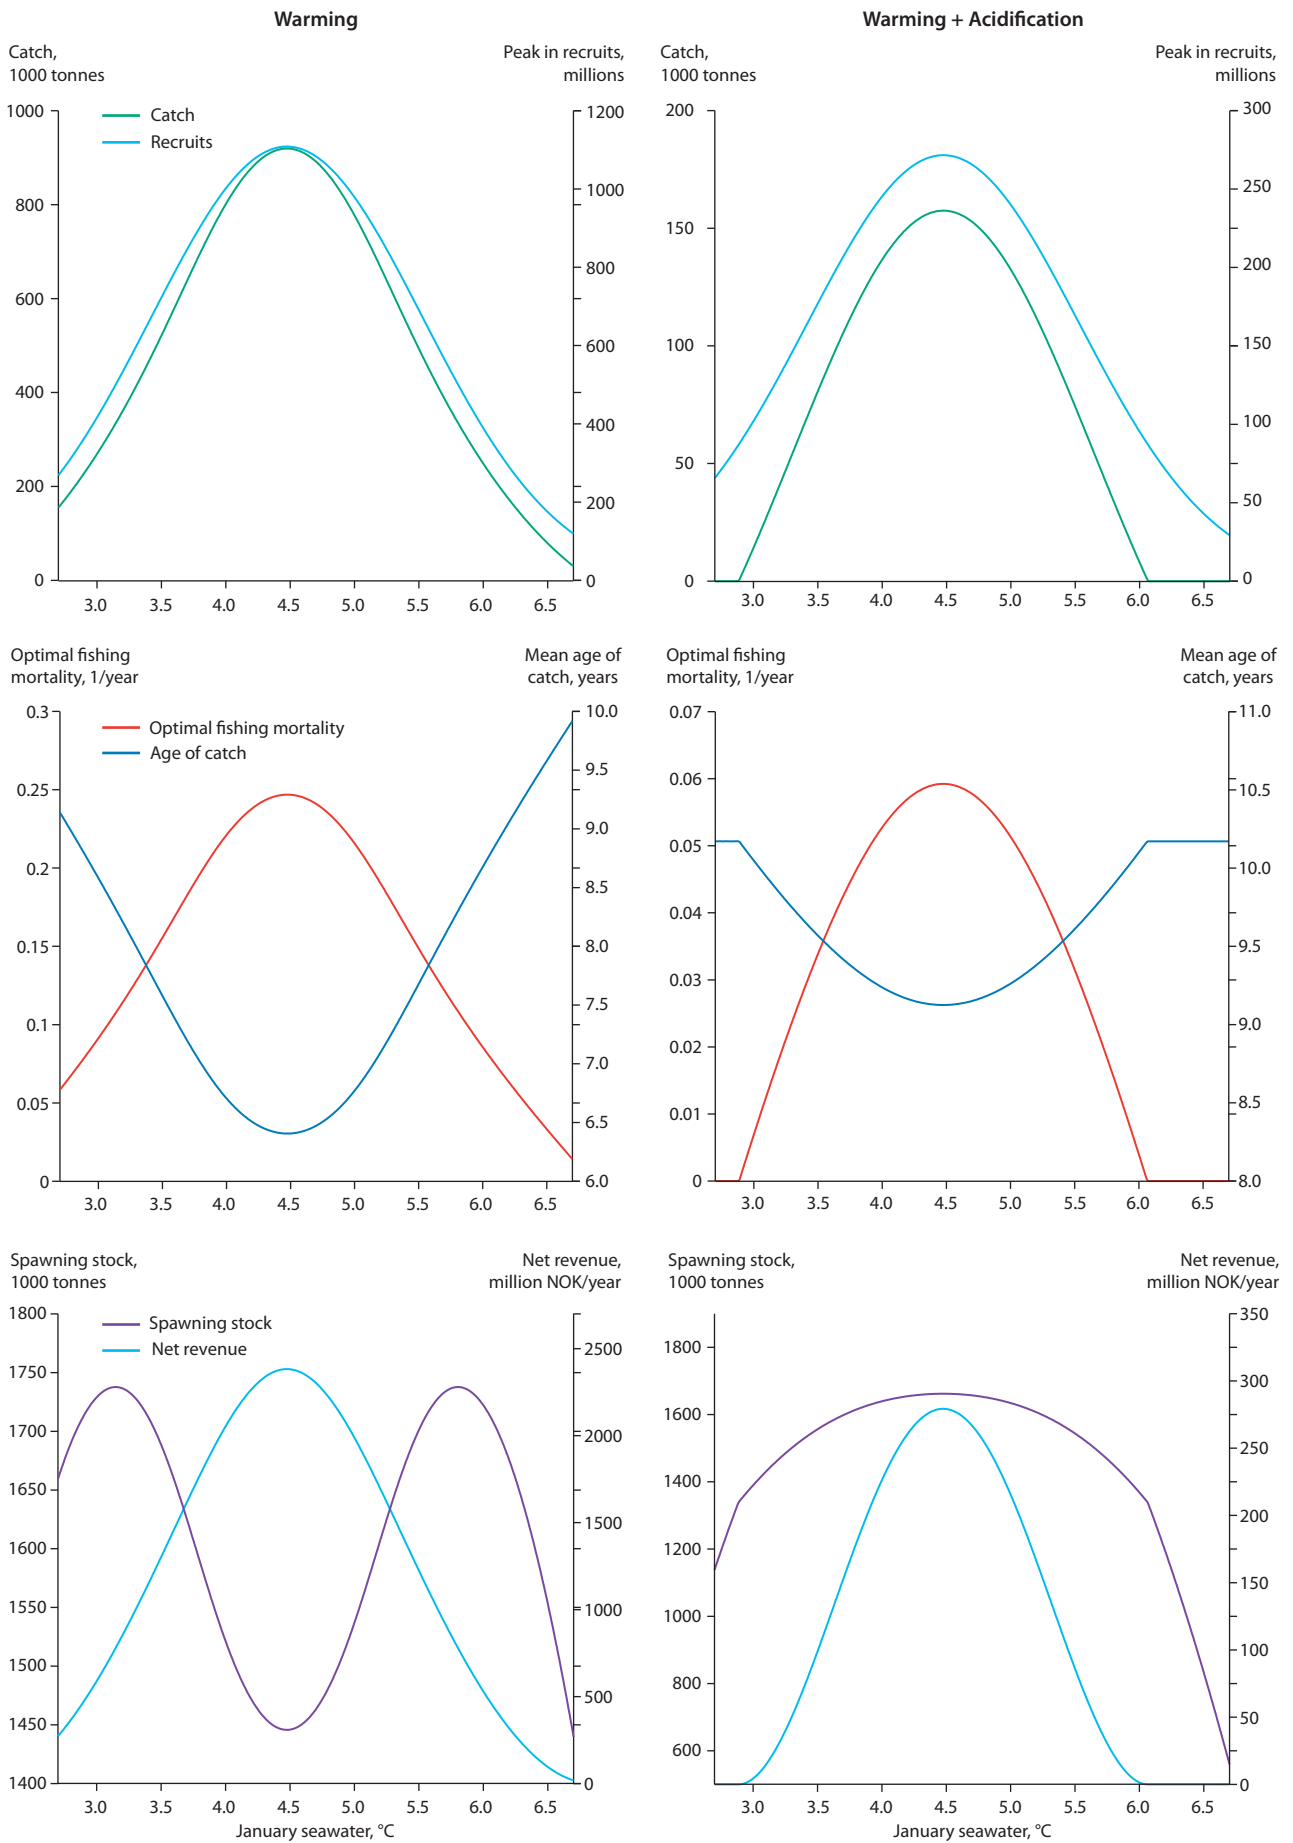 Warming
Warming + Acidification
Catch,
1000 tonnes
Peak in recruits,
millions
Catch
Recruits
1000
800
600
400
200
0
1200
1000
800
600
400
200
0
3.0 3.5 4.0 4.5 5.0 5.5 6.0 6.5
Catch,
1000 tonnes
Peak in recruits,
millions
200
150
100
50
0
300
250
200
150
100
50
0
3.0 3.5 4.0 4.5 5.0 5.5 6.0 6.5
Optimal fishing
mortality, 1/year
Mean age of
catch, years
Optimal fishing mortality
Age of catch
0.3
0.25
0.2
0.15
0.1
0.05
0
10.0
9.5
9.0
8.5
8.0
7.5
7.0
6.5
6.0
3.0 3.5 4.0 4.5 5.0 5.5 6.0 6.5
Optimal fishing
mortality, 1/year
Mean age of
catch, years
0.07
0.06
0.05
0.04
0.03
0.02
0.01
0
11.0
10.5
10.0
9.5
9.0
8.5
8.0
3.0 3.5 4.0 4.5 5.0 5.5 6.0 6.5
Spawning stock,
1000 tonnes
Net revenue,
million NOK/year
Spawning stock
Net revenue
1800
1750
1700
1650
1600
1550
1500
1450
1400
2500
2000
1500
1000
500
0
3.0 3.5 4.0 4.5 5.0 5.5 6.0 6.5
January seawater, °C
Spawning stock,
1000 tonnes
Net revenue,
million NOK/year
1800
1600
1400
1200
1000
800
600
350
300
250
200
150
100
50
0
3.0 3.5 4.0 4.5 5.0 5.5 6.0 6.5
January seawater, °C